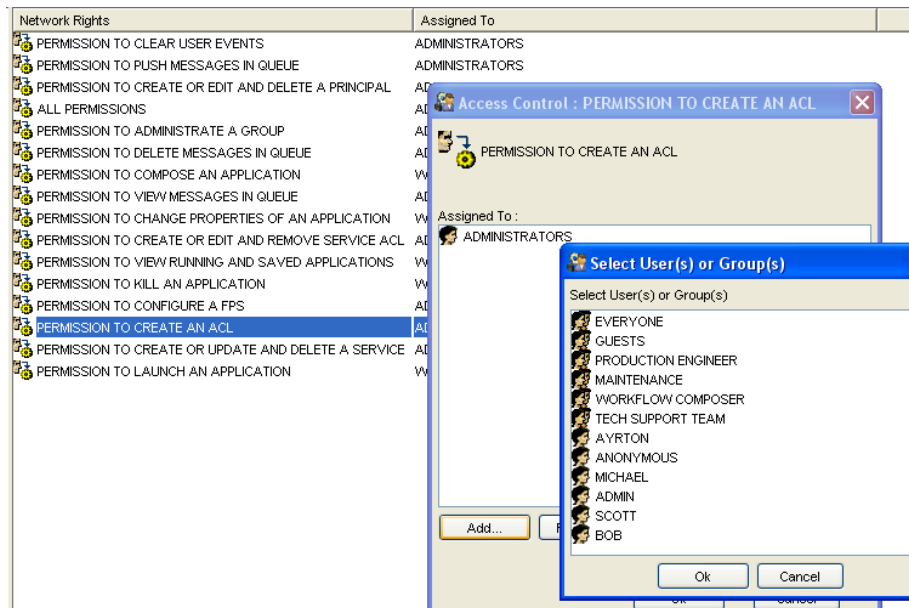 Network Rights Assigned To
PERMISSION TO CLEAR USER EVENTS ADMINISTRATORS
PERMISSION TO PUSH MESSAGES IN QUEUE ADMINISTRATORS
PERMISSION TO CREATE OR EDIT AND DELETE A PRINCIPAL
ALL PERMISSIONS
PERMISSION TO ADMINISTRATE A GROUP
PERMISSION TO DELETE MESSAGES IN QUEUE
PERMISSION TO COMPOSE AN APPLICATION
PERMISSION TO VIEW MESSAGES IN QUEUE
PERMISSION TO CHANGE PROPERTIES OF AN APPLICATION
PERMISSION TO CREATE OR EDIT AND REMOVE SERVICE ACL
PERMISSION TO VIEW RUNNING AND SAVED APPLICATIONS
PERMISSION TO KILL AN APPLICATION
PERMISSION TO CONFIGURE A FPS
PERMISSION TO CREATE AN ACL
PERMISSION TO CREATE OR UPDATE AND DELETE A SERVICE
PERMISSION TO LAUNCH AN APPLICATION
Access Control : PERMISSION TO CREATE AN ACL
PERMISSION TO CREATE AN ACL
Assigned To :
ADMINISTRATORS
Add...
Select User(s) or Group(s)
Select User(s) or Group(s)
EVERYONE
GUESTS
PRODUCTION ENGINEER
MAINTENANCE
WORKFLOW COMPOSER
TECH SUPPORT TEAM
AYRTON
ANONYMOUS
MICHAEL
ADMIN
SCOTT
BOB
Ok Cancel
Ok Cancel